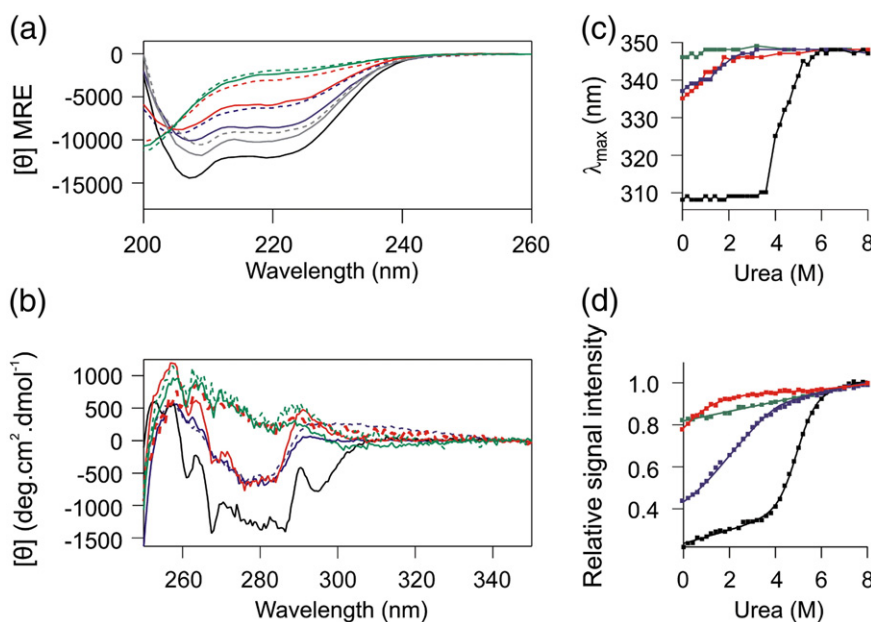 (a)
[θ] MRE
0
-5000
-10000
-15000
200 220 240 260
Wavelength (nm)
(b)
[θ] (deg.cm².dmol⁻¹)
1000
500
0
-500
-1000
-1500
260 280 300 320 340
Wavelength (nm)
(c)
λmax (nm)
350
340
330
320
310
0 2 4 6 8
Urea (M)
(d)
Relative signal intensity
1.0
0.8
0.6
0.4
0 2 4 6 8
Urea (M)